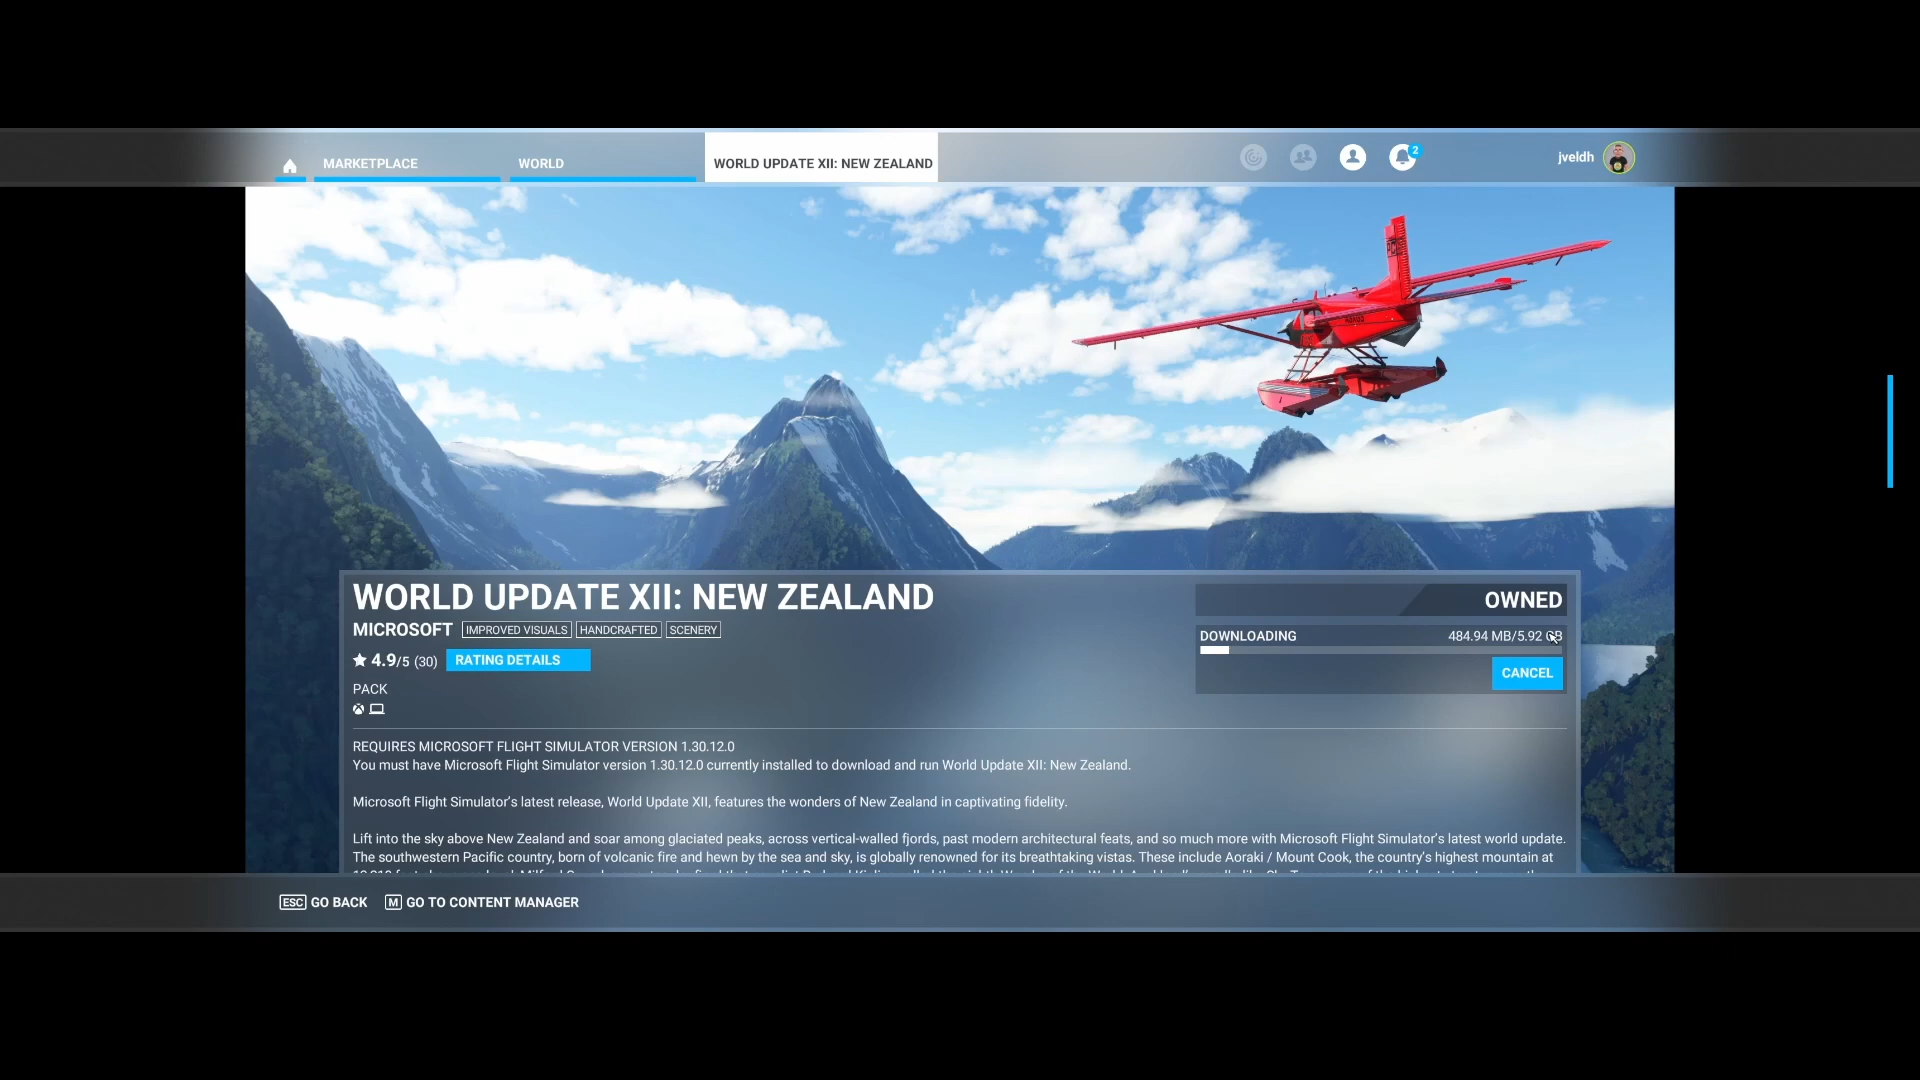 MARKETPLACE
WORLD
WORLD UPDATE XII: NEW ZEALAND
2
jveldh
WORLD UPDATE XII: NEW ZEALAND
MICROSOFT IMPROVED VISUALS HANDCRAFTED SCENERY
4.9/5 (30) RATING DETAILS
PACK
OWNED
DOWNLOADING 484.94 MB/5.92 GB
CANCEL
REQUIRES MICROSOFT FLIGHT SIMULATOR VERSION 1.30.12.0
You must have Microsoft Flight Simulator version 1.30.12.0 currently installed to download and run World Update XII: New Zealand.
Microsoft Flight Simulator's latest release, World Update XII, features the wonders of New Zealand in captivating fidelity.
Lift into the sky above New Zealand and soar among glaciated peaks, across vertical-walled fjords, past modern architectural feats, and so much more with Microsoft Flight Simulator's latest world update.
The southwestern Pacific country, born of volcanic fire and hewn by the sea and sky, is globally renowned for its breathtaking vistas. These include Aoraki / Mount Cook, the country's highest mountain at
ESC GO BACK M GO TO CONTENT MANAGER